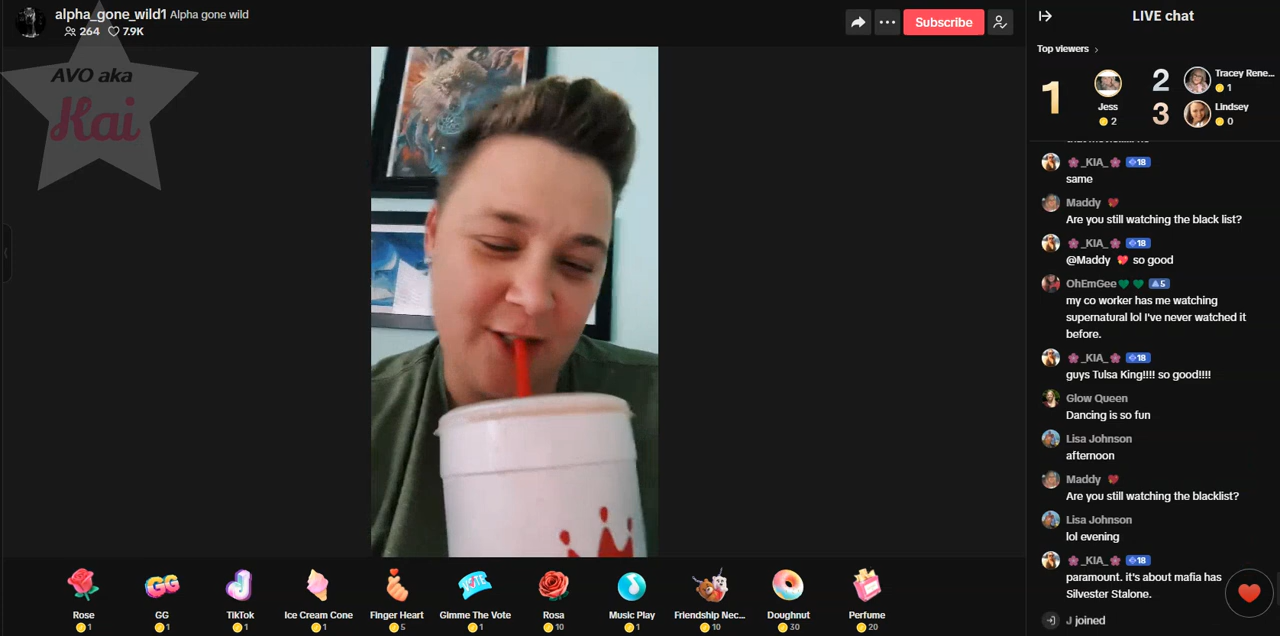 alpha_gone_wild1 Alpha gone wild
264 7.9K
Subscribe
AVO aka
Kai
LIVE chat
Top viewers
1
Jess
2
2
Tracey Rene...
1
3
Lindsey
0
_KIA_ 18
same
Maddy
Are you still watching the black list?
_KIA_ 18
@Maddy so good
OhEmGee 5
my co worker has me watching
supernatural lol I've never watched it
before.
_KIA_ 18
guys Tulsa King!!!! so good!!!!
Glow Queen
Dancing is so fun
Lisa Johnson
afternoon
Maddy
Are you still watching the blacklist?
Lisa Johnson
lol evening
_KIA_ 18
paramount. it's about mafia has
Silvester Stalone.
J joined
GG
VOTE
Rose GG TikTok Ice Cream Cone Finger Heart Gimme The Vote Rosa Music Play Friendship Nec... Doughnut Perfume
1 1 1 1 5 1 10 1 10 30 20